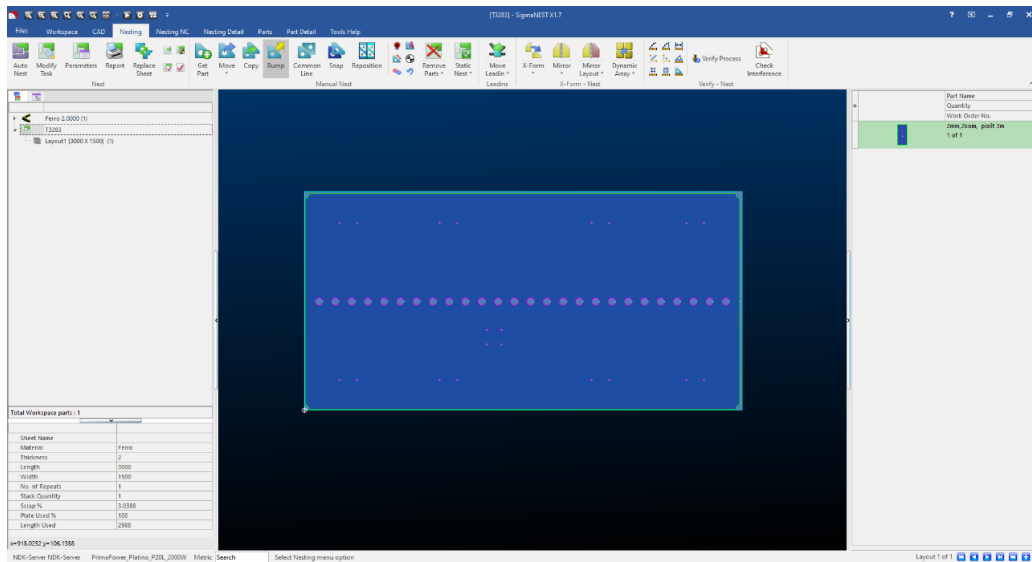 [T3283] - SigmaNEST X1.7
Files Workspace CAD Nesting Nesting NC Nesting Detail Parts Part Detail Tools Help
Auto Nest
Modify Task
Parameters
Report
Replace Sheet
Get Part
Move
Copy
Bump
Common Line
Snap
Reposition
Remove Parts
Static Nest
Move Leadin
X-Form
Mirror
Mirror Layout
Dynamic Array
Verify Process
Check Interference
Nest
Manual Nest
Leadins
X-Form - Nest
Verify - Nest
Ferro 2.0000 (1)
T3283
Layout1 [3000 X 1500] (1)
Part Name
Quantity
Work Order No.
2mm,2kom, plašt 3m
1 of 1
Total Workspace parts : 1
Sheet Name
Material Ferro
Thickness 2
Length 3000
Width 1500
No. of Repeats 1
Stack Quantity 1
Scrap % 3.0388
Plate Used % 100
Length Used 2988
x=918.0252 y=106.1388
NDK-Server NDK-Server PrimaPower_Platino_P20L_2000W Metric Search Select Nesting menu option Layout 1 of 1